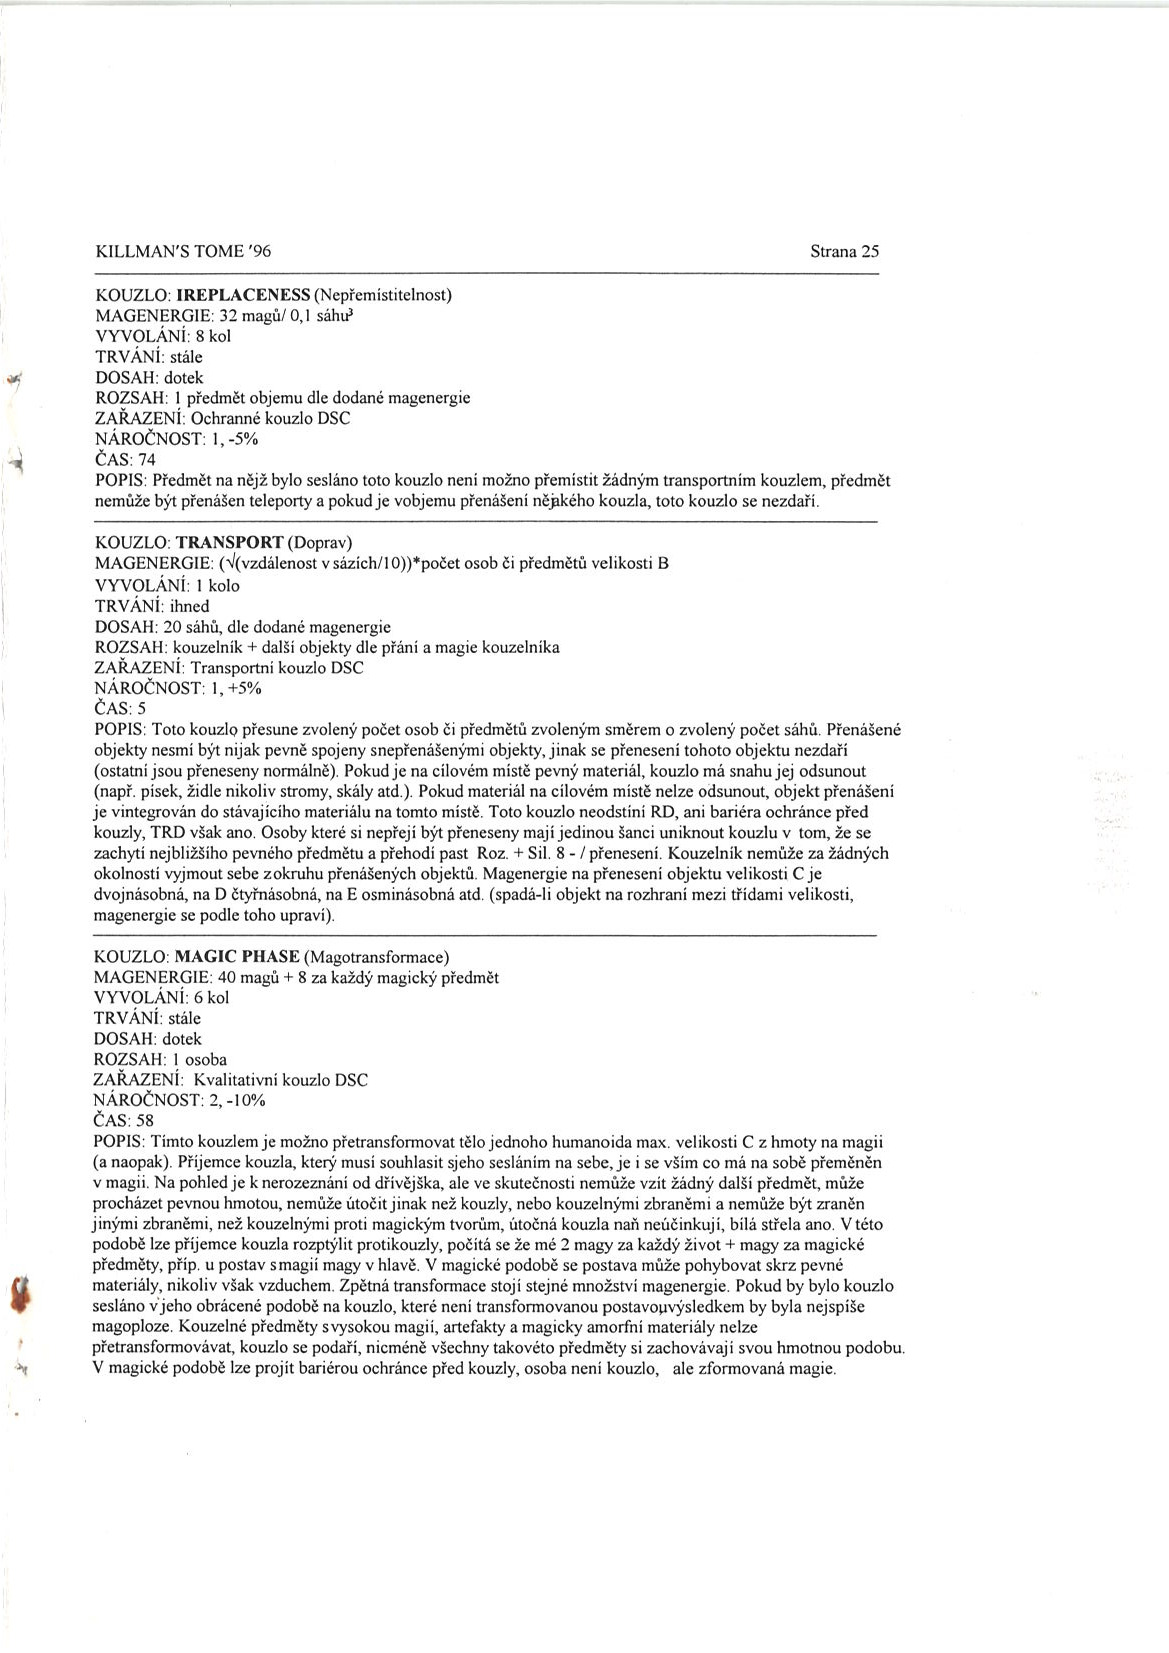 KILLMAN'S TOME '96 Strana 25
KOUZLO: IREPLACENESS (Nepřemístitelnost)
MAGENERGIE: 32 magů/ 0,1 sáhu³
VYVOLÁNÍ: 8 kol
TRVÁNÍ: stále
DOSAH: dotek
ROZSAH: 1 předmět objemu dle dodané magenergie
ZAŘAZENÍ: Ochranné kouzlo DSC
NÁROČNOST: 1, -5%
ČAS: 74
POPIS: Předmět na nějž bylo sesláno toto kouzlo není možno přemístit žádným transportním kouzlem, předmět
nemůže být přenášen teleporty a pokud je vobjemu přenášení nějakého kouzla, toto kouzlo se nezdaří.
KOUZLO: TRANSPORT (Doprav)
MAGENERGIE: (√(vzdálenost v sázích/10))*počet osob či předmětů velikosti B
VYVOLÁNÍ: 1 kolo
TRVÁNÍ: ihned
DOSAH: 20 sáhů, dle dodané magenergie
ROZSAH: kouzelník + další objekty dle přání a magie kouzelníka
ZAŘAZENÍ: Transportní kouzlo DSC
NÁROČNOST: 1, +5%
ČAS: 5
POPIS: Toto kouzlo přesune zvolený počet osob či předmětů zvoleným směrem o zvolený počet sáhů. Přenášené
objekty nesmí být nijak pevně spojeny snepřenášenými objekty, jinak se přenesení tohoto objektu nezdaří
(ostatní jsou přeneseny normálně). Pokud je na cílovém místě pevný materiál, kouzlo má snahu jej odsunout
(např. písek, židle nikoliv stromy, skály atd.). Pokud materiál na cílovém místě nelze odsunout, objekt přenášení
je vintegrován do stávajícího materiálu na tomto místě. Toto kouzlo neodstíní RD, ani bariéra ochránce před
kouzly, TRD však ano. Osoby které si nepřejí být přeneseny mají jedinou šanci uniknout kouzlu v tom, že se
zachytí nejbližšího pevného předmětu a přehodí past Roz. + Sil. 8 - / přenesení. Kouzelník nemůže za žádných
okolností vyjmout sebe zokruhu přenášených objektů. Magenergie na přenesení objektu velikosti C je
dvojnásobná, na D čtyřnásobná, na E osminásobná atd. (spadá-li objekt na rozhraní mezi třídami velikosti,
magenergie se podle toho upraví).
KOUZLO: MAGIC PHASE (Magotransformace)
MAGENERGIE: 40 magů + 8 za každý magický předmět
VYVOLÁNÍ: 6 kol
TRVÁNÍ: stále
DOSAH: dotek
ROZSAH: 1 osoba
ZAŘAZENÍ: Kvalitativní kouzlo DSC
NÁROČNOST: 2, -10%
ČAS: 58
POPIS: Tímto kouzlem je možno přetransformovat tělo jednoho humanoida max. velikosti C z hmoty na magii
(a naopak). Příjemce kouzla, který musí souhlasit sjeho sesláním na sebe, je i se vším co má na sobě přeměněn
v magii. Na pohled je k nerozeznání od dřívějška, ale ve skutečnosti nemůže vzít žádný další předmět, může
procházet pevnou hmotou, nemůže útočit jinak než kouzly, nebo kouzelnými zbraněmi a nemůže být zraněn
jinými zbraněmi, než kouzelnými proti magickým tvorům, útočná kouzla naň neúčinkují, bílá střela ano. V této
podobě lze příjemce kouzla rozptýlit protikouzly, počítá se že mé 2 magy za každý život + magy za magické
předměty, příp. u postav s magií magy v hlavě. V magické podobě se postava může pohybovat skrz pevné
materiály, nikoliv však vzduchem. Zpětná transformace stojí stejné množství magenergie. Pokud by bylo kouzlo
sesláno vjeho obrácené podobě na kouzlo, které není transformovanou postavou,výsledkem by byla nejspíše
magoploze. Kouzelné předměty s vysokou magií, artefakty a magicky amorfní materiály nelze
přetransformovávat, kouzlo se podaří, nicméně všechny takovéto předměty si zachovávají svou hmotnou podobu.
V magické podobě lze projít bariérou ochránce před kouzly, osoba není kouzlo, ale zformovaná magie.